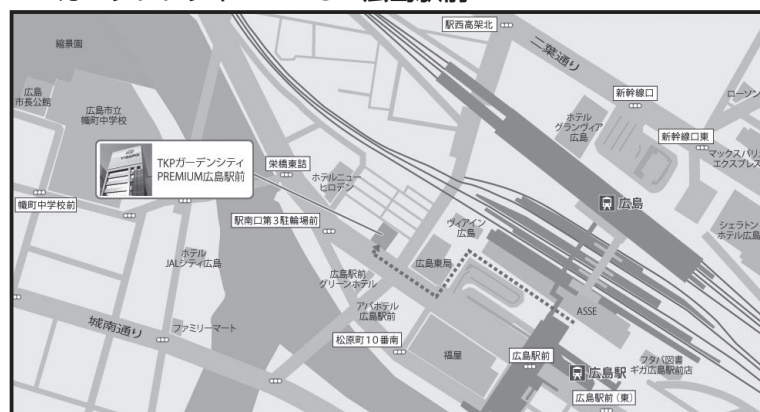 広島駅前
駅西高架北
縮景園
二葉通り
広島
市長公館
広島市立
幟町中学校
新幹線口
ローソン
ホテル
グランヴィア
広島
新幹線口東
マックスバリュ
エクスプレス
TKPガーデンシティ
PREMIUM広島駅前
栄橋東詰
ホテルニュー
ヒロデン
幟町中学校前
広島
駅南口第3駐輪場前
ヴィアイン
広島
シェラトン
ホテル広島
ホテル
JALシティ広島
広島東局
広島駅前
グリーンホテル
アパホテル
広島駅前
ASSE
城南通り
ファミリーマート
松原町10番南
福屋
広島駅前
広島駅
フタバ図書
ギガ広島駅前店
広島駅前(東)